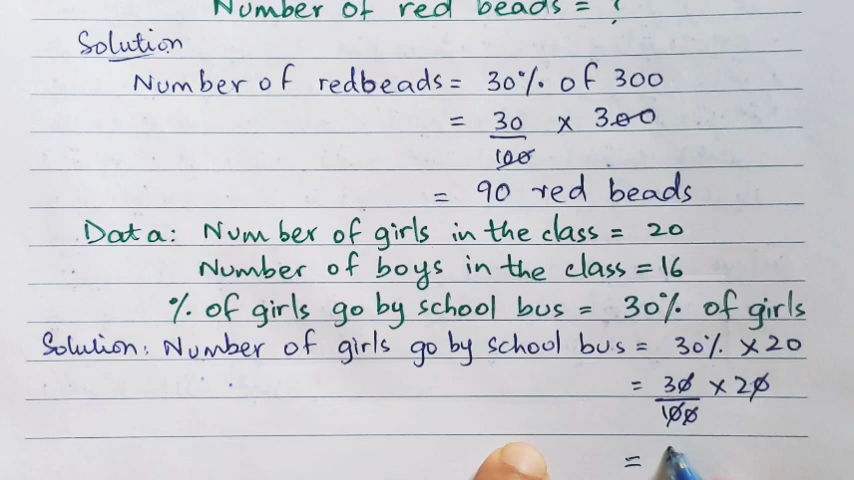 Number of red beads = ?
Solution
Number of redbeads = 30% of 300
= 30 x 300
100
= 90 red beads
Data: Number of girls in the class = 20
Number of boys in the class = 16
% of girls go by school bus = 30% of girls
Solution: Number of girls go by school bus = 30% x 20
= 30 x 20
100
=